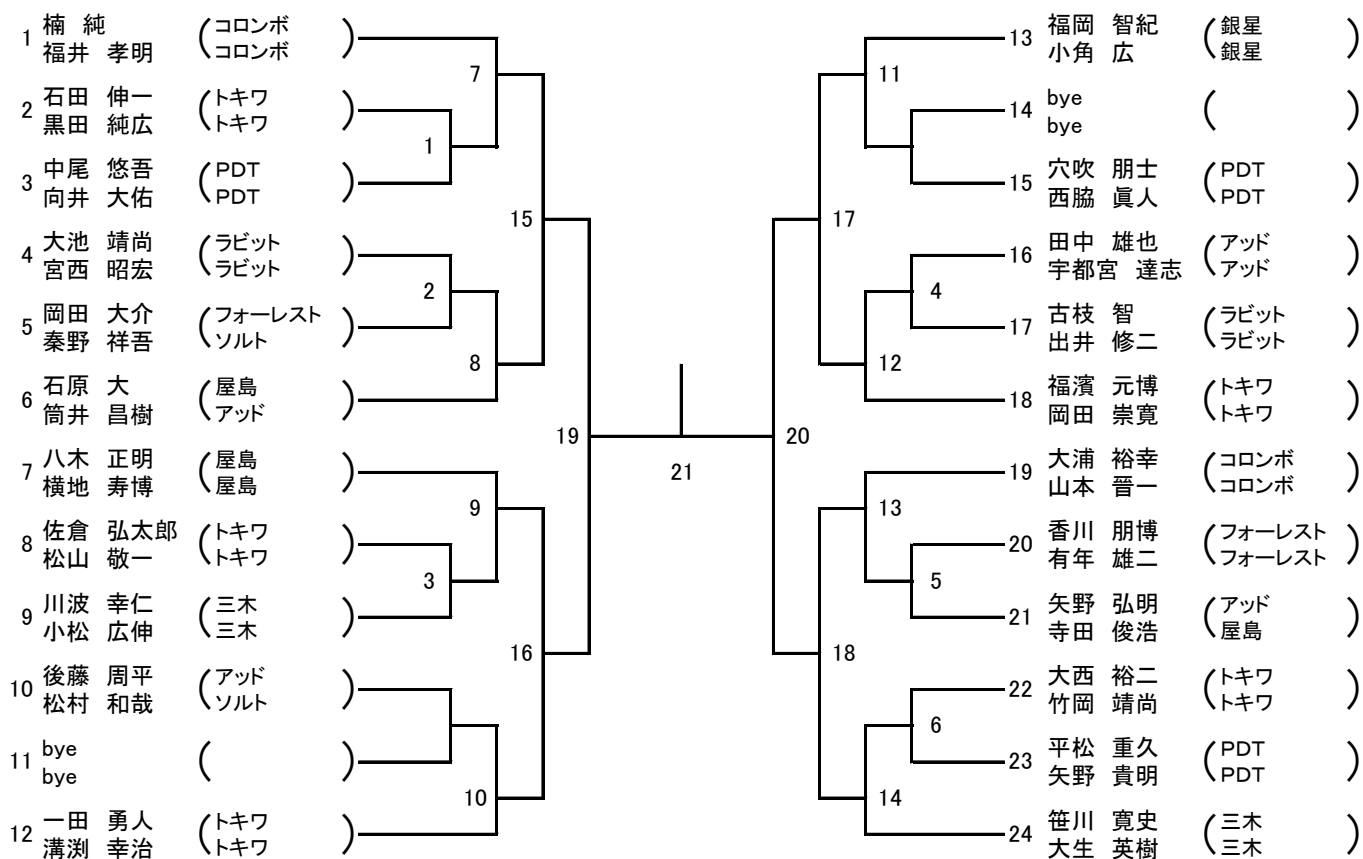 1 楠 純 (コロンボ
福井 孝明 コロンボ)
2 石田 伸一 (トキワ
黒田 純広 トキワ)
3 中尾 悠吾 (PDT
向井 大佑 PDT)
4 大池 靖尚 (ラビット
宮西 昭宏 ラビット)
5 岡田 大介 (フォーレスト
秦野 祥吾 ソルト)
6 石原 大 (屋島
筒井 昌樹 アッド)
7 八木 正明 (屋島
横地 寿博 屋島)
8 佐倉 弘太郎 (トキワ
松山 敬一 トキワ)
9 川波 幸仁 (三木
小松 広伸 三木)
10 後藤 周平 (アッド
松村 和哉 ソルト)
11 bye (
bye )
12 一田 勇人 (トキワ
溝渕 幸治 トキワ)
7
1
15
2
8
19
9
3
16
10
21
11
17
4
12
20
13
5
18
6
14
13 福岡 智紀 (銀星
小角 広 銀星)
14 bye (
bye )
15 穴吹 朋士 (PDT
西脇 眞人 PDT)
16 田中 雄也 (アッド
宇都宮 達志 アッド)
17 古枝 智 (ラビット
出井 修二 ラビット)
18 福濱 元博 (トキワ
岡田 崇寛 トキワ)
19 大浦 裕幸 (コロンボ
山本 晋一 コロンボ)
20 香川 朋博 (フォーレスト
有年 雄二 フォーレスト)
21 矢野 弘明 (アッド
寺田 俊浩 屋島)
22 大西 裕二 (トキワ
竹岡 靖尚 トキワ)
23 平松 重久 (PDT
矢野 貴明 PDT)
24 笹川 寛史 (三木
大生 英樹 三木)